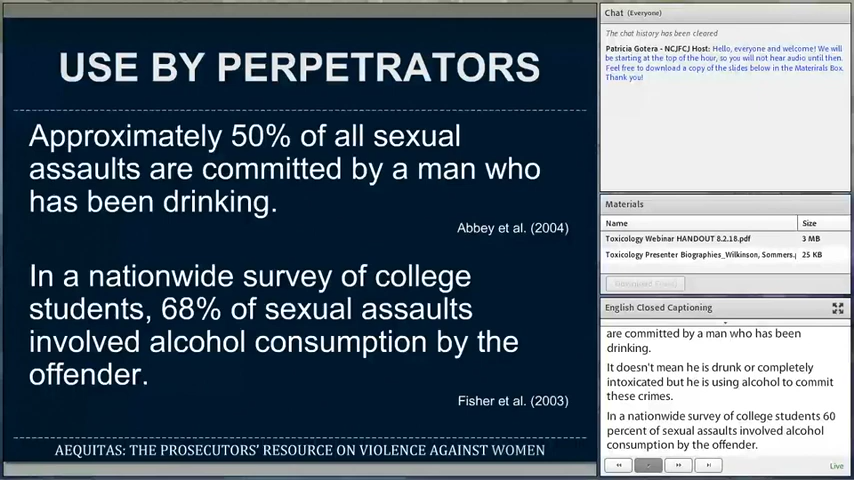 USE BY PERPETRATORS
Approximately 50% of all sexual
assaults are committed by a man who
has been drinking.
Abbey et al. (2004)
In a nationwide survey of college
students, 68% of sexual assaults
involved alcohol consumption by the
offender.
Fisher et al. (2003)
AEQUITAS: THE PROSECUTORS' RESOURCE ON VIOLENCE AGAINST WOMEN
Chat (Everyone)
The chat history has been cleared
Patricia Gotera - NCJFCJ Host: Hello, everyone and welcome! We will
be starting at the top of the hour, so you will not hear audio until then.
Feel free to download a copy of the slides below in the Materirals Box.
Thank you!
Materials
Name Size
Toxicology Webinar HANDOUT 8.2.18.pdf 3 MB
Toxicology Presenter Biographies_Wilkinson, Sommers.p 25 KB
English Closed Captioning
are committed by a man who has been
drinking.
It doesn't mean he is drunk or completely
intoxicated but he is using alcohol to commit
these crimes.
In a nationwide survey of college students 60
percent of sexual assaults involved alcohol
consumption by the offender.
Live